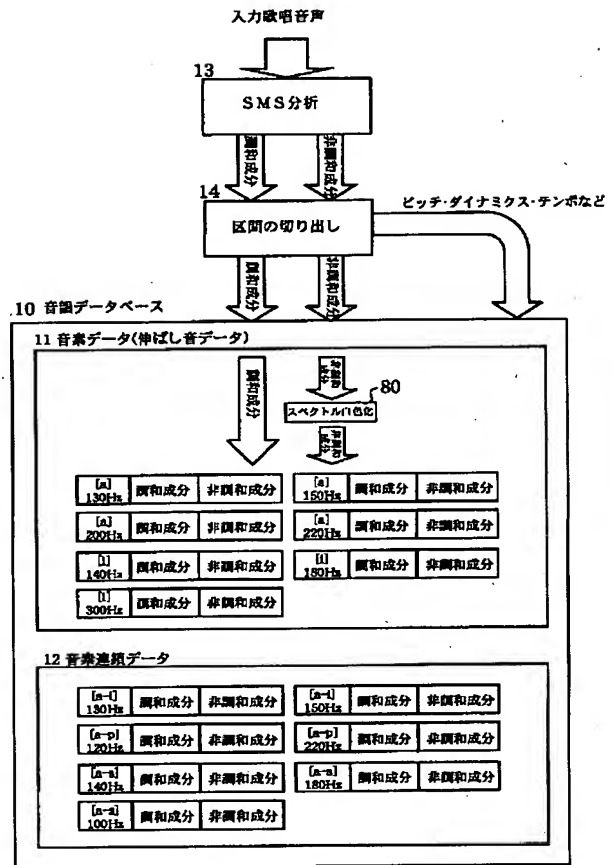 入力歌唱音声
13
SMS分析
調和成分
非調和成分
14
区間の切り出し
ピッチ・ダイナミクス・テンポなど
調和成分
非調和成分
10 音韻データベース
11 音素データ(伸ばし音データ)
調和成分
非調和成分
80
スペクトル白色化
非調和成分
[a] 130Hz 調和成分 非調和成分
[a] 150Hz 調和成分 非調和成分
[a] 200Hz 調和成分 非調和成分
[a] 220Hz 調和成分 非調和成分
[i] 140Hz 調和成分 非調和成分
[i] 180Hz 調和成分 非調和成分
[i] 300Hz 調和成分 非調和成分
12 音素連鎖データ
[a-i] 130Hz 調和成分 非調和成分
[a-i] 150Hz 調和成分 非調和成分
[a-p] 120Hz 調和成分 非調和成分
[a-p] 220Hz 調和成分 非調和成分
[a-s] 140Hz 調和成分 非調和成分
180Hz 調和成分 非調和成分
100Hz 調和成分 非調和成分